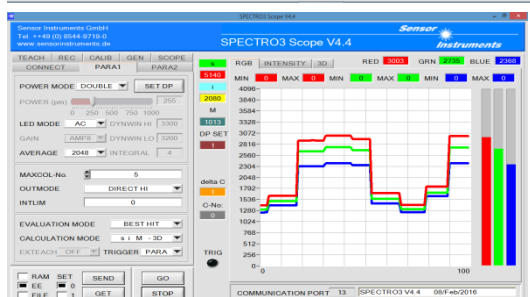 SPECTRO3 Scope V4.4
Sensor Instruments GmbH
Tel. ++49 (0) 8544-9719-0
www.sensorinstruments.de
SPECTRO3 Scope V4.4
Sensor
Instruments
TEACH REC CALIB GEN SCOPE
CONNECT PARA1 PARA2
POWER MODE DOUBLE SET DP
POWER (pm) 255
0 250 500 750 1000
LED MODE AC DYNWIN HI 3300
GAIN AMP8 DYNWIN LO 3200
AVERAGE 2048 INTEGRAL 4
MAXCOL-No. 5
OUTMODE DIRECT HI
INTLIM 0
EVALUATION MODE BEST HIT
CALCULATION MODE s i M - 3D
EXTEACH OFF TRIGGER PARA
RAM SET SEND GO
EE 0
FILE 1 GET STOP
s
5140
i
2080
M
1013
DP SET
1
delta C
1
C-No:
0
TRIG
RGB INTENSITY 3D RED 3003 GRN 2705 BLUE 2368
MIN 0 MAX 0 MIN 0 MAX 0 MIN 0 MAX 0
4096
3840
3584
3328
3072
2816
2560
2304
2048
1792
1536
1280
1024
768
512
256
0
0 100
COMMUNICATION PORT 13 SPECTRO3 V4.4 08/Feb/2016